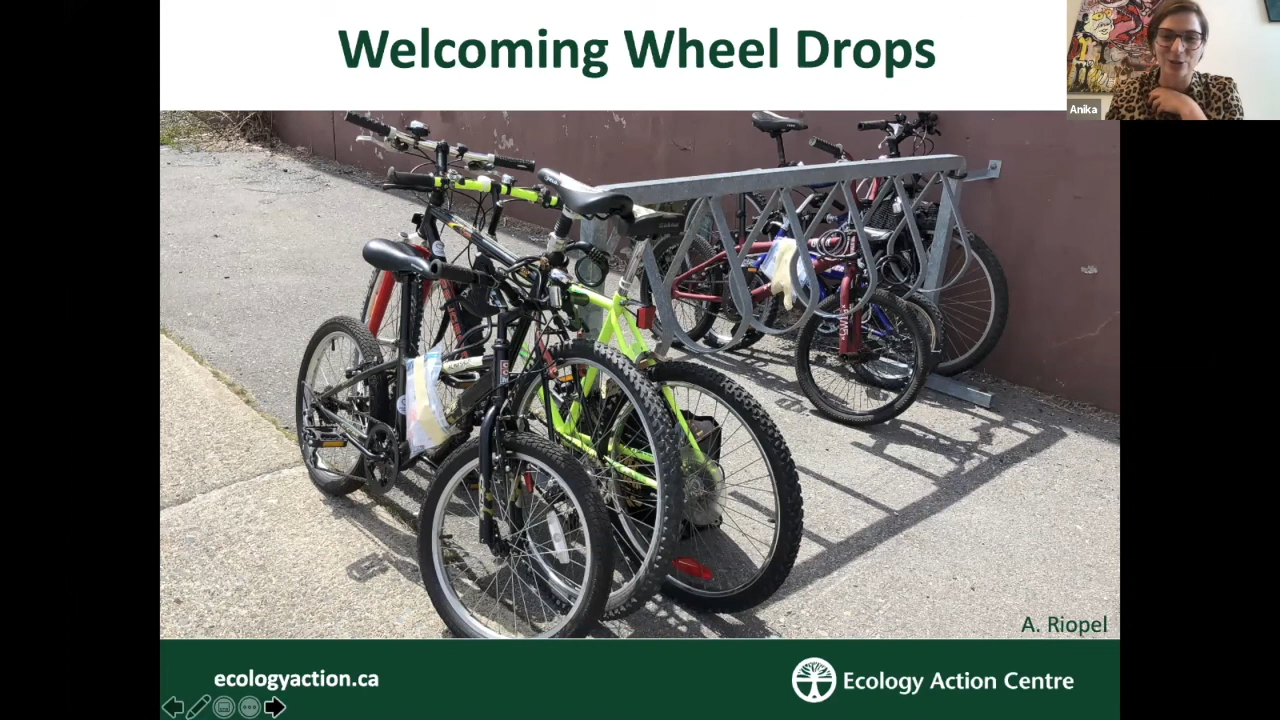 Welcoming Wheel Drops
Anika
A. Riopel
ecologyaction.ca
Ecology Action Centre